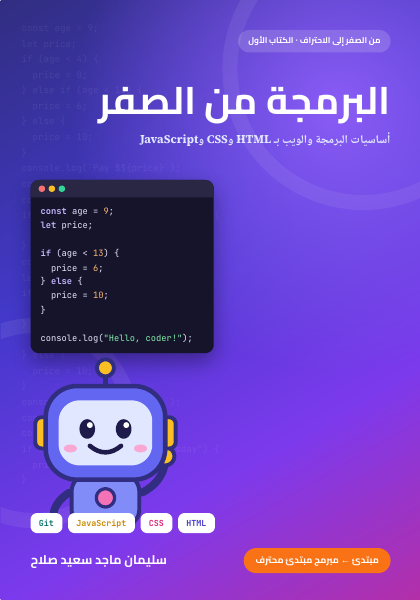 من الصفر إلى الاحتراف · الكتاب الأول
البرمجة من الصفر
أساسيات البرمجة والويب بـ HTML وCSS وJavaScript
const age = 9;
let price;
if (age < 13) {
price = 6;
} else {
price = 10;
}
console.log("Hello, coder!");
Git JavaScript CSS HTML
مبتدئ ← مبرمج مبتدئ محترف
سليمان ماجد سعيد صلاح